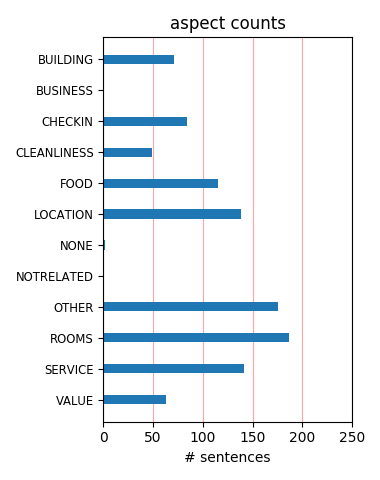 aspect counts
BUILDING
BUSINESS
CHECKIN
CLEANLINESS
FOOD
LOCATION
NONE
NOTRELATED
OTHER
ROOMS
SERVICE
VALUE
0 50 100 150 200 250
# sentences